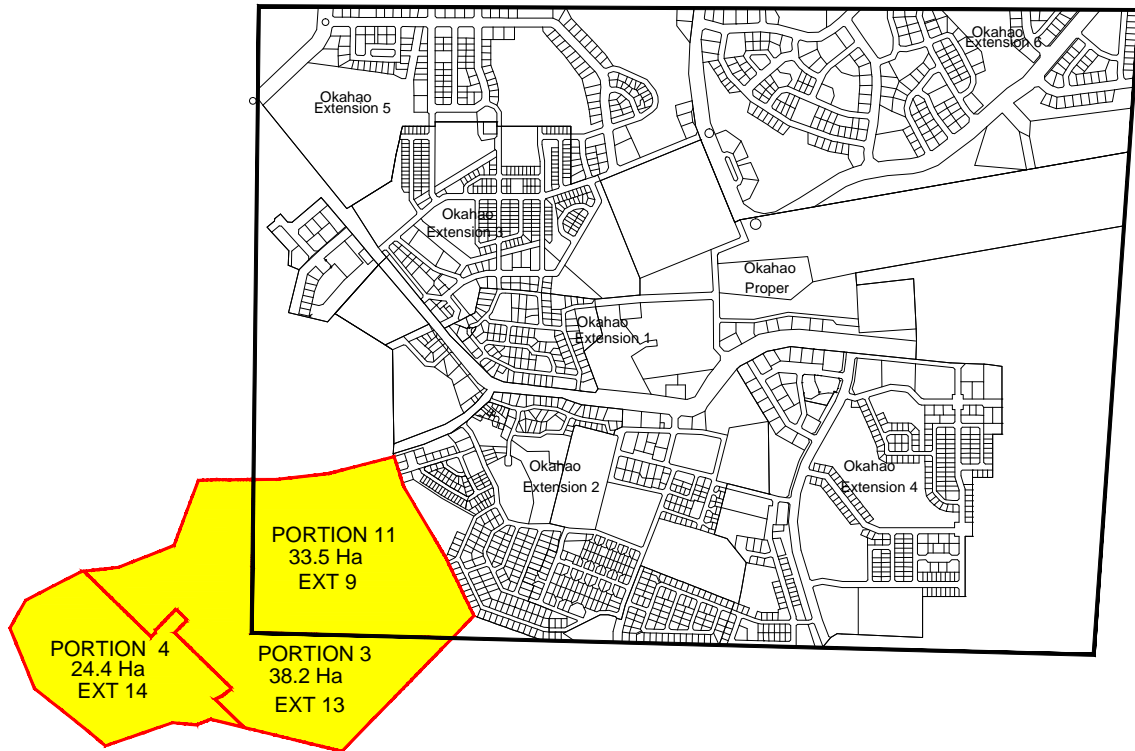 Okahao
Extension 6
Okahao
Extension 5
Okahao
Extension 3
Okahao
Proper
Okahao
Extension 1
Okahao
Extension 2
Okahao
Extension 4
PORTION 11
33.5 Ha
EXT 9
PORTION 4
24.4 Ha
EXT 14
PORTION 3
38.2 Ha
EXT 13